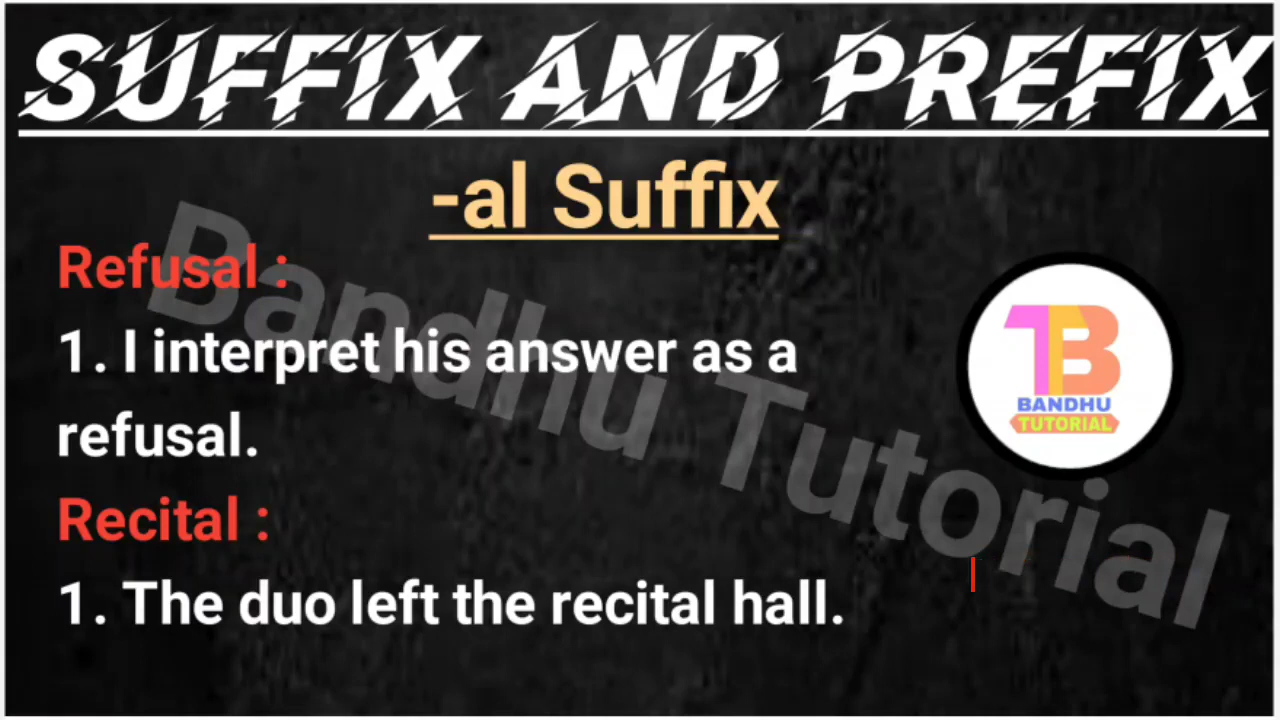 SUFFIX AND PREFIX
-al Suffix
Refusal :
1. I interpret his answer as a
refusal.
Recital :
1. The duo left the recital hall.
TB
BANDHU
TUTORIAL
Bandhu Tutorial